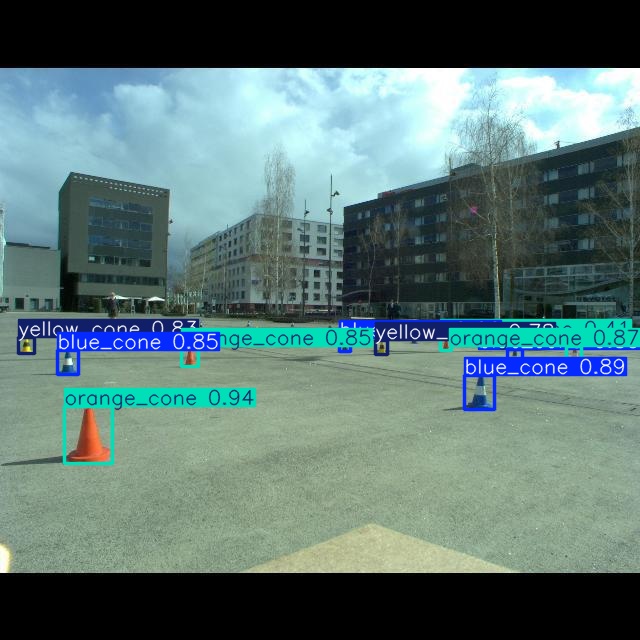 yellow_cone 0.83
blue_cone 0.85
nge_cone 0.85
yellow_cone
orange_cone 0.87
blue_cone 0.89
orange_cone 0.94